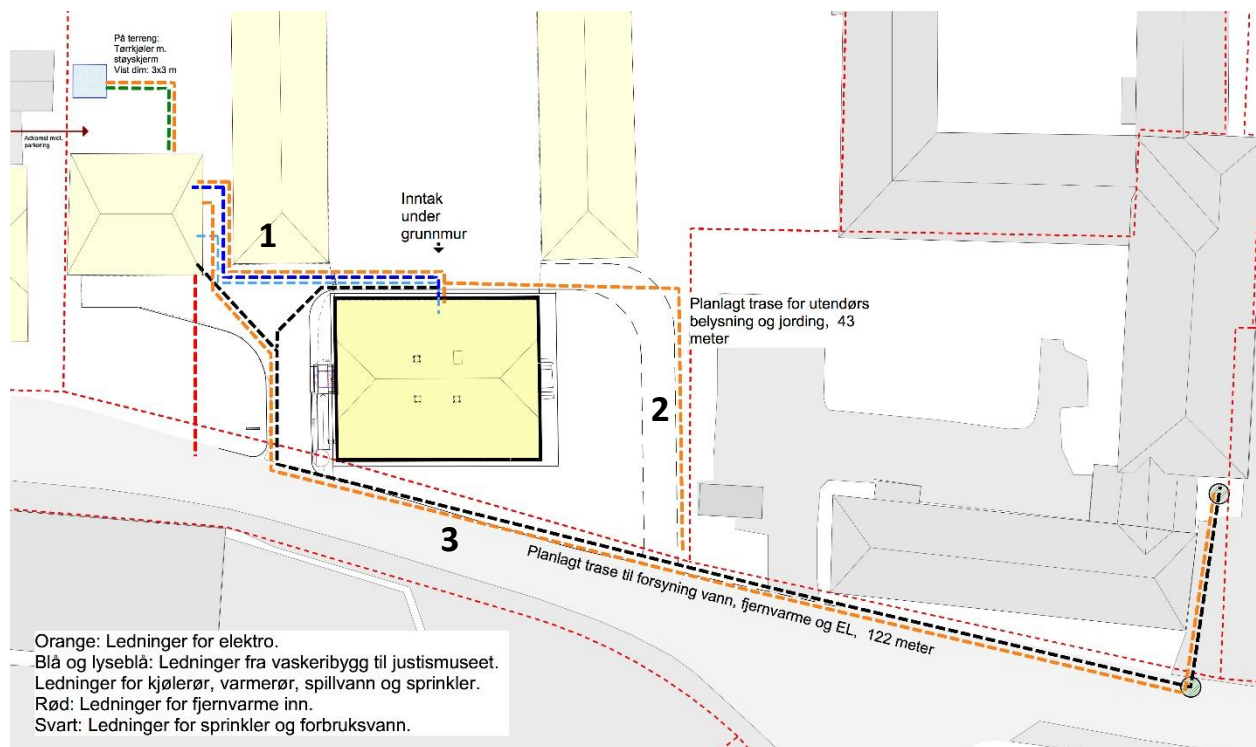 På terreng:
Tørrkjøler m.
støyskjerm
Vist dim: 3x3 m
parkering
1
Inntak
under
grunnmur
Planlagt trase for utendørs
belysning og jording, 43
meter
2
3
Planlagt trase til forsyning vann, fjernvarme og EL, 122 meter
Orange: Ledninger for elektro.
Blå og lyseblå: Ledninger fra vaskeribygg til justismuseet.
Ledninger for kjølerør, varmerør, spillvann og sprinkler.
Rød: Ledninger for fjernvarme inn.
Svart: Ledninger for sprinkler og forbruksvann.